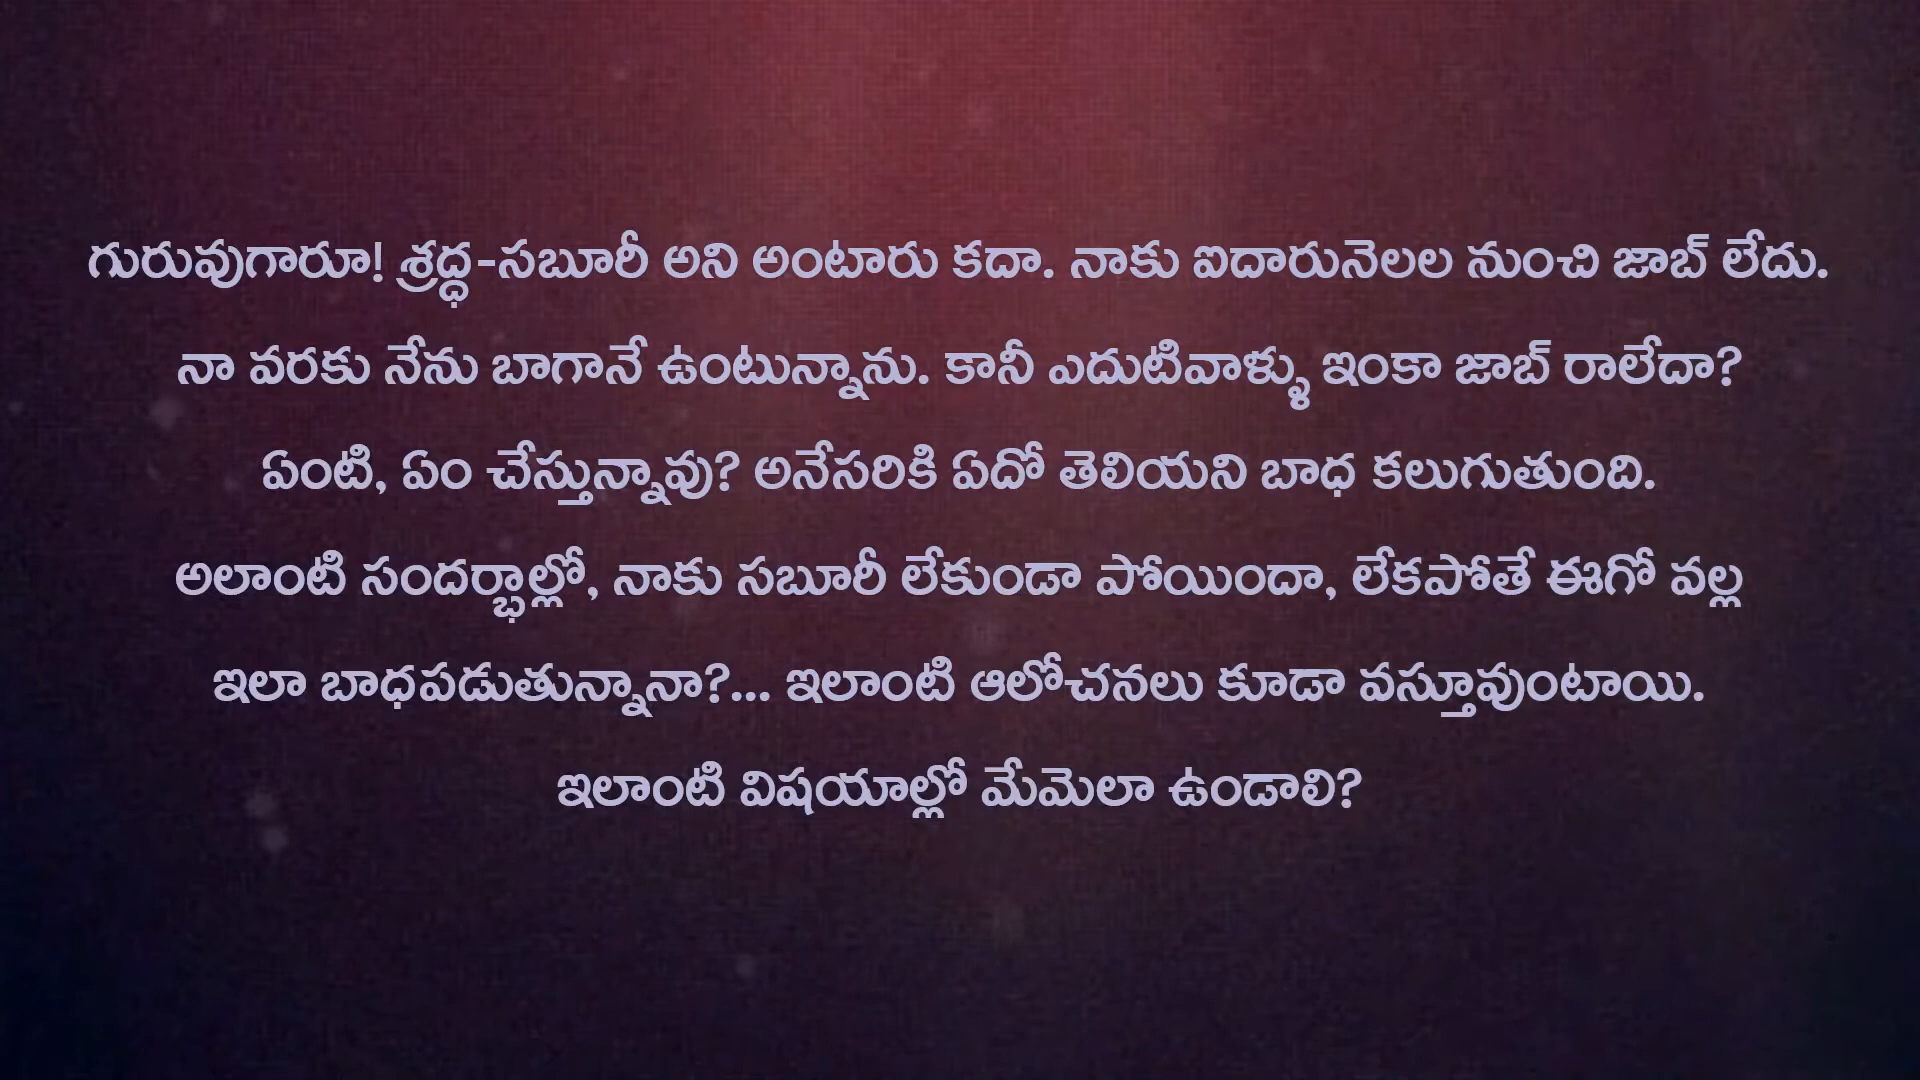 గురువుగారూ! శ్రద్ధ-సబూరీ అని అంటారు కదా. నాకు ఐదారునెలల నుంచి జాబ్ లేదు.
నా వరకు నేను బాగానే ఉంటున్నాను. కానీ ఎదుటివాళ్ళు ఇంకా జాబ్ రాలేదా?
ఏంటి, ఏం చేస్తున్నావు? అనేసరికి ఏదో తెలియని బాధ కలుగుతుంది.
అలాంటి సందర్భాల్లో, నాకు సబూరీ లేకుండా పోయిందా, లేకపోతే ఈగో వల్ల
ఇలా బాధపడుతున్నానా?... ఇలాంటి ఆలోచనలు కూడా వస్తూవుంటాయి.
ఇలాంటి విషయాల్లో మేమెలా ఉండాలి?